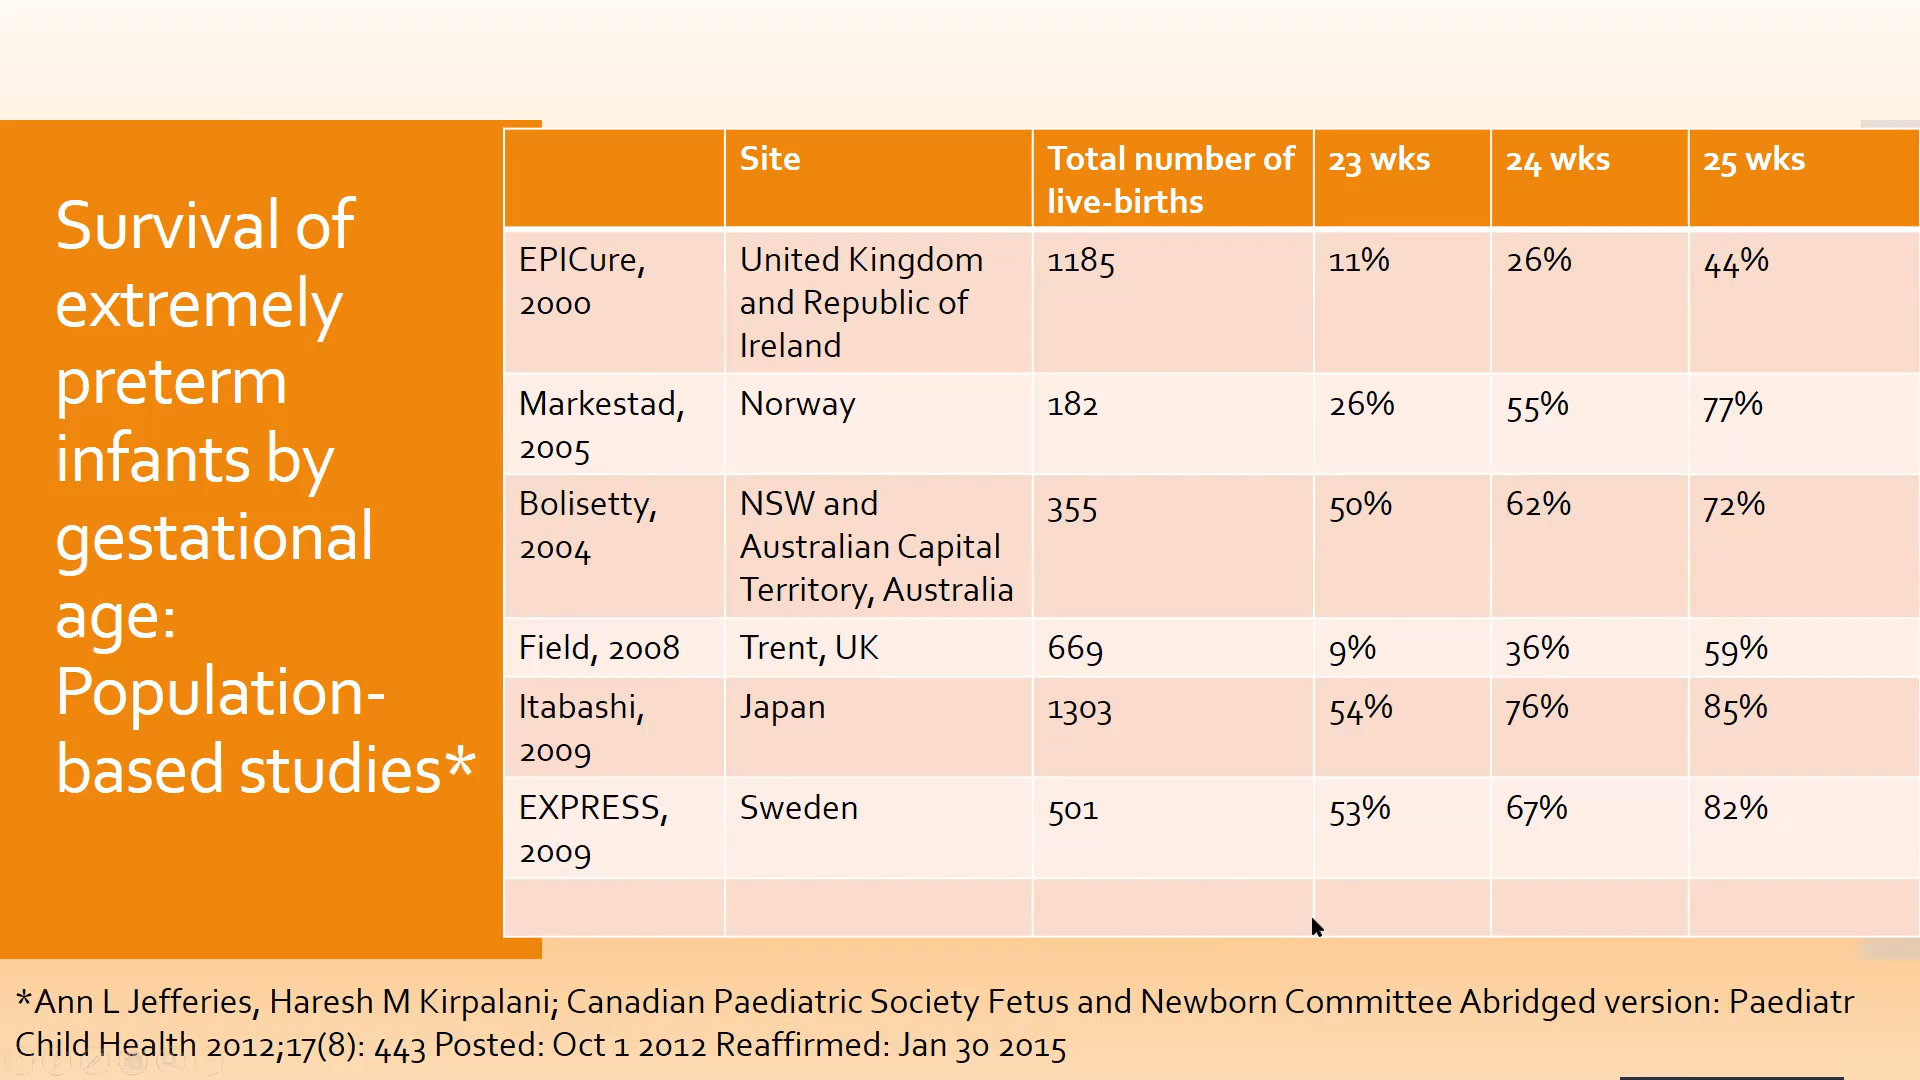 Survival of
extremely
preterm
infants by
gestational
age:
Population-
based studies*
Site
Total number of
live-births
23 wks
24 wks
25 wks
EPICure,
2000
United Kingdom
and Republic of
Ireland
1185
11%
26%
44%
Markestad,
2005
Norway
182
26%
55%
77%
Bolisetty,
2004
NSW and
Australian Capital
Territory, Australia
355
50%
62%
72%
Field, 2008
Trent, UK
669
9%
36%
59%
Itabashi,
2009
Japan
1303
54%
76%
85%
EXPRESS,
2009
Sweden
501
53%
67%
82%
*Ann L Jefferies, Haresh M Kirpalani; Canadian Paediatric Society Fetus and Newborn Committee Abridged version: Paediatr
Child Health 2012;17(8): 443 Posted: Oct 1 2012 Reaffirmed: Jan 30 2015